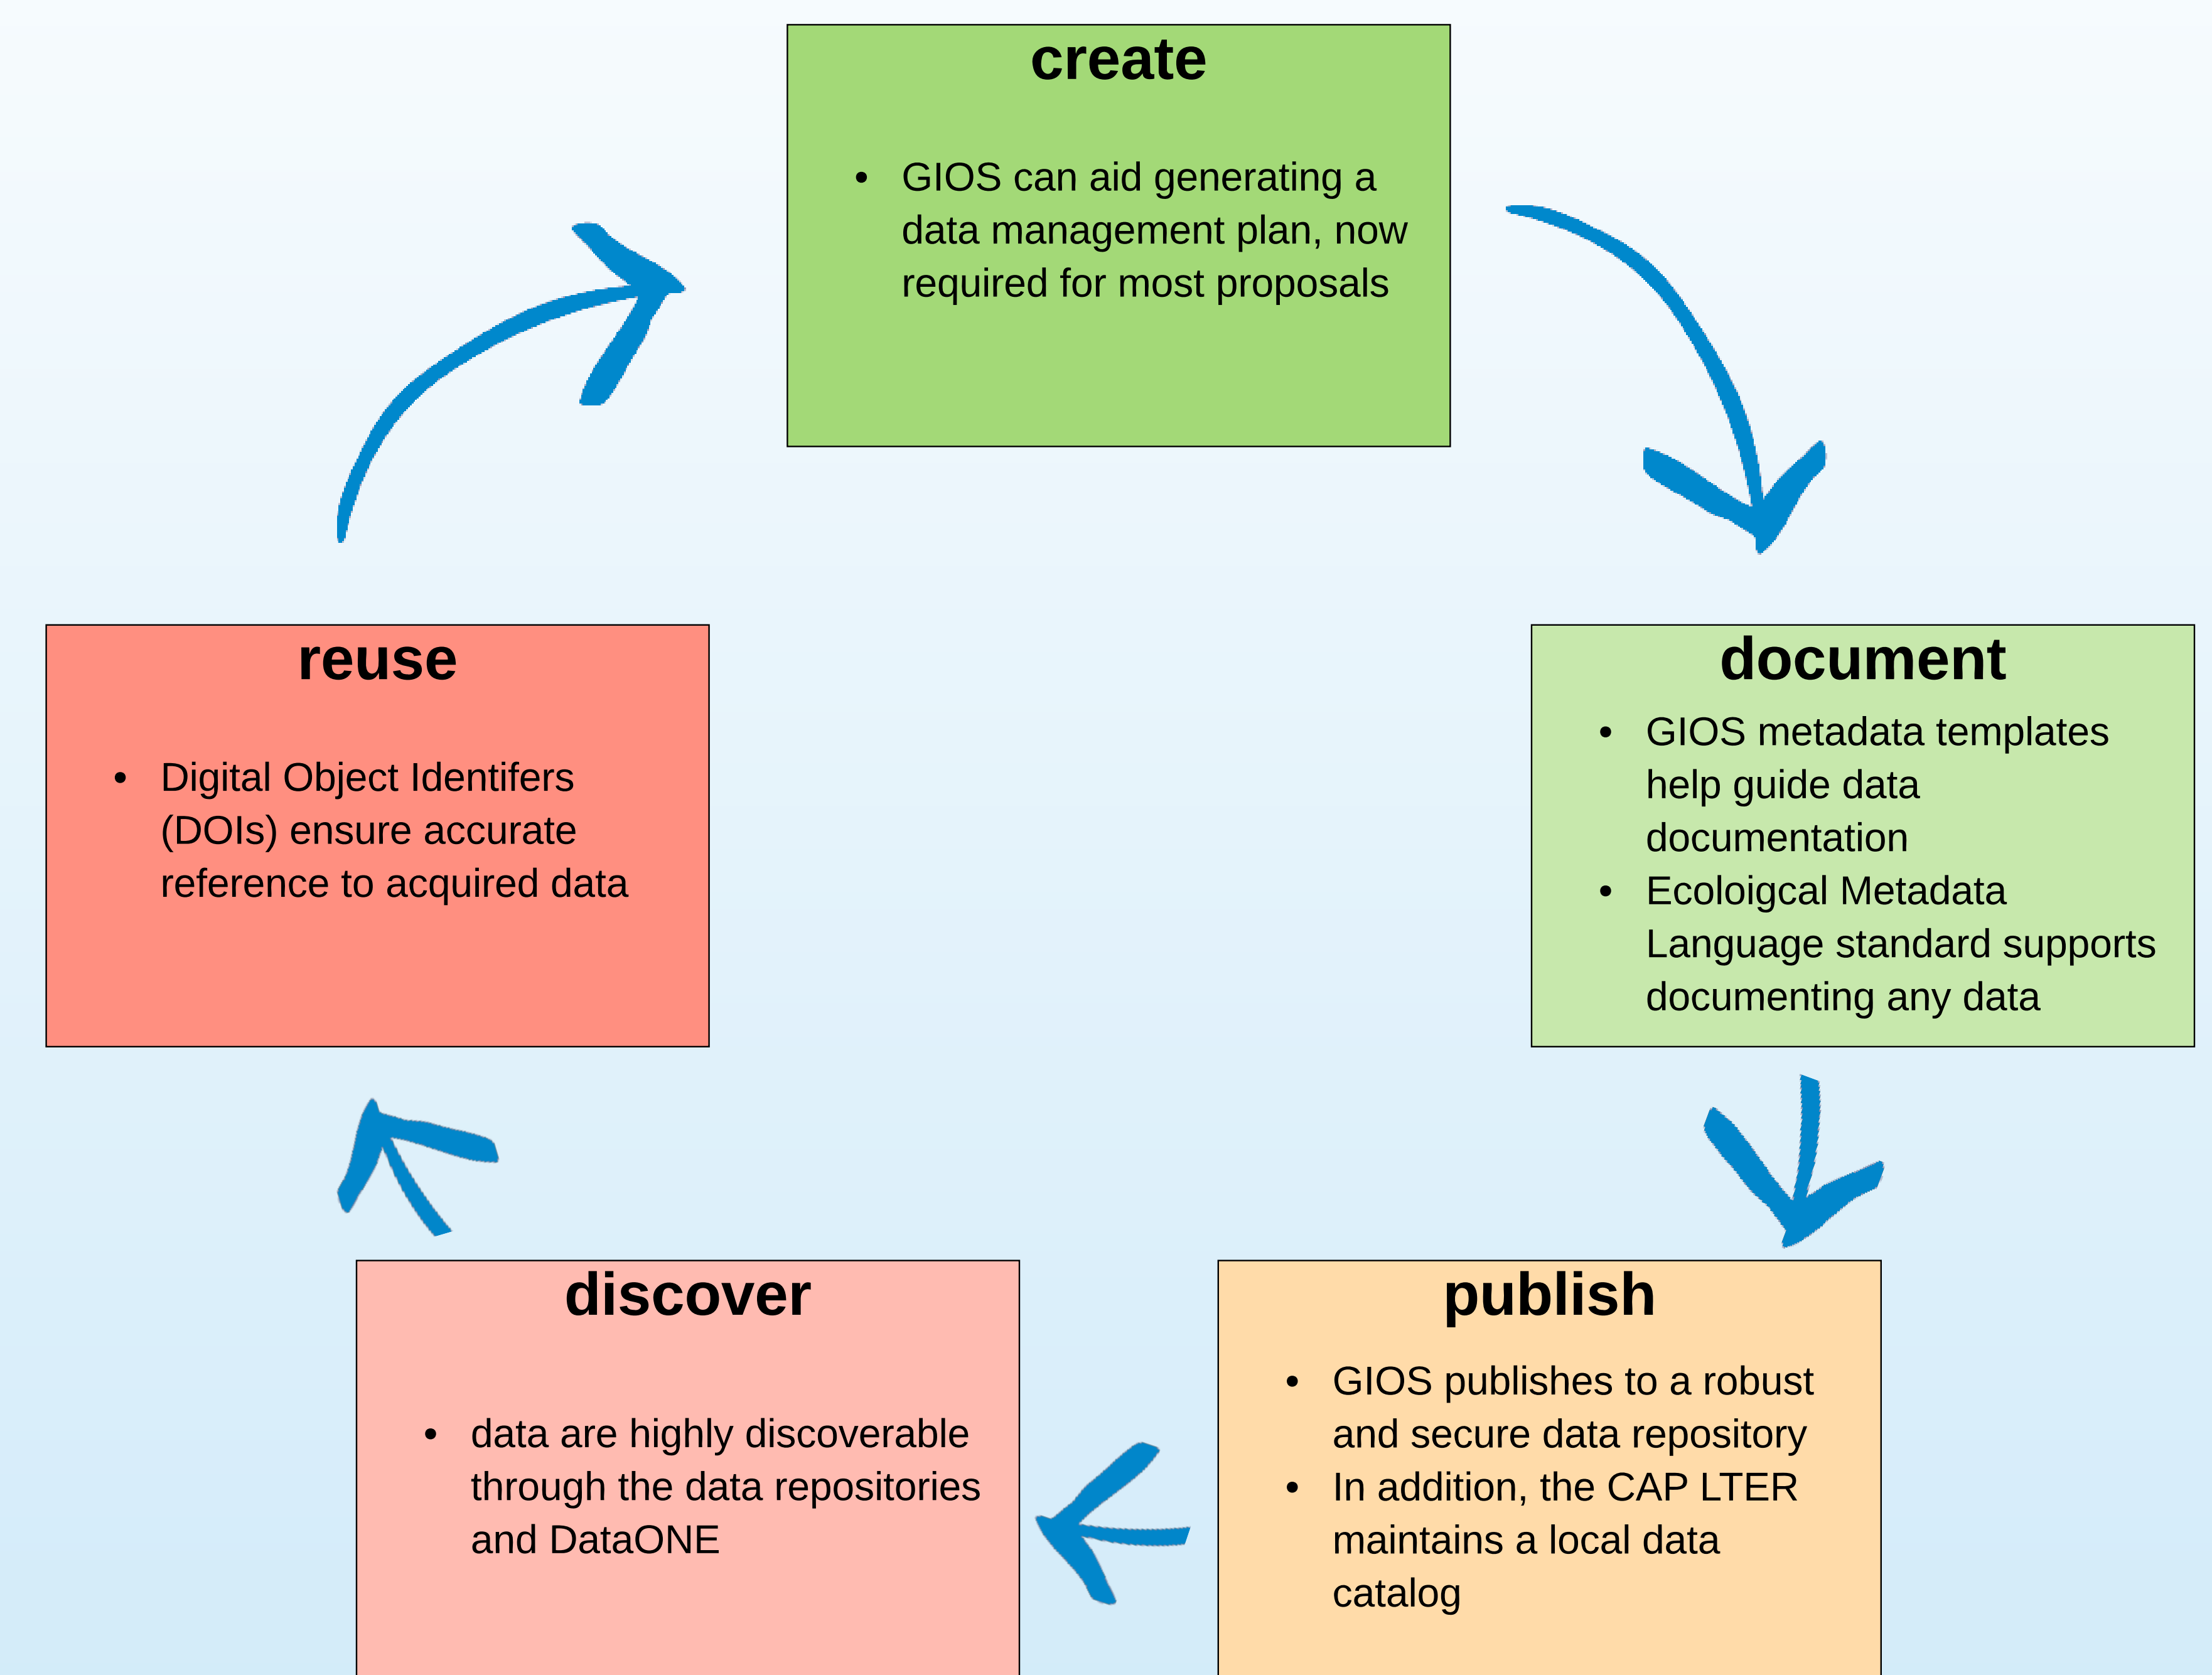 create
• GIOS can aid generating a
data management plan, now
required for most proposals
reuse
• Digital Object Identifers
(DOIs) ensure accurate
reference to acquired data
document
• GIOS metadata templates
help guide data
documentation
• Ecoloigcal Metadata
Language standard supports
documenting any data
discover
• data are highly discoverable
through the data repositories
and DataONE
publish
• GIOS publishes to a robust
and secure data repository
• In addition, the CAP LTER
maintains a local data
catalog